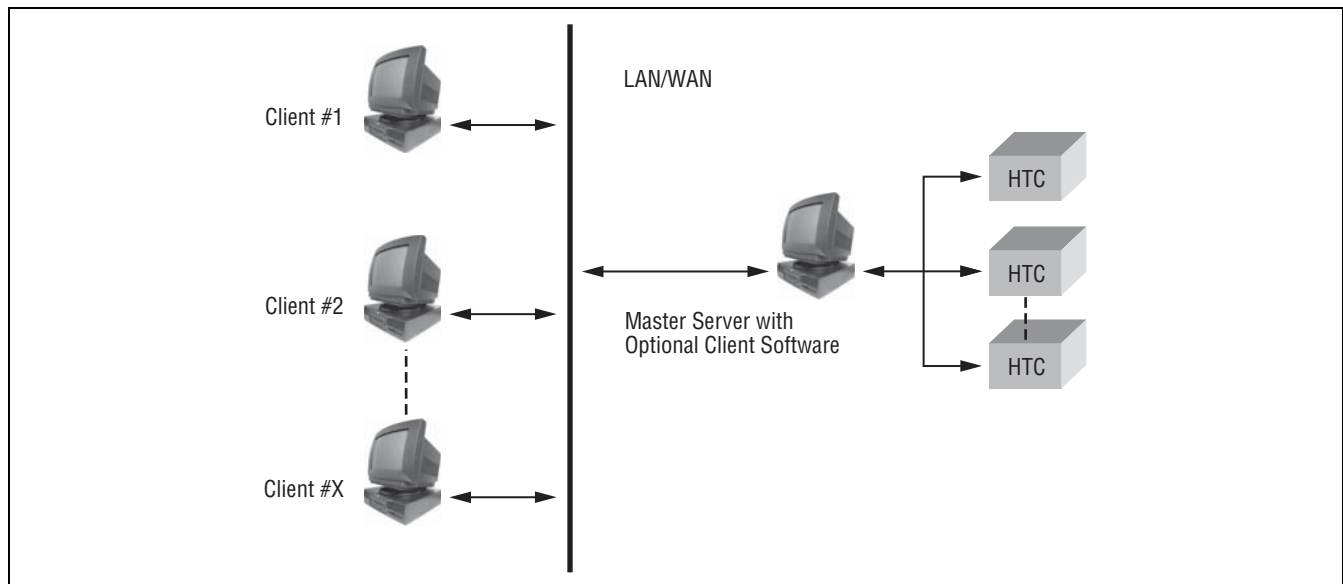 LAN/WAN
Client #1
HTC
HTC
Client #2
Master Server with
Optional Client Software
HTC
Client #X